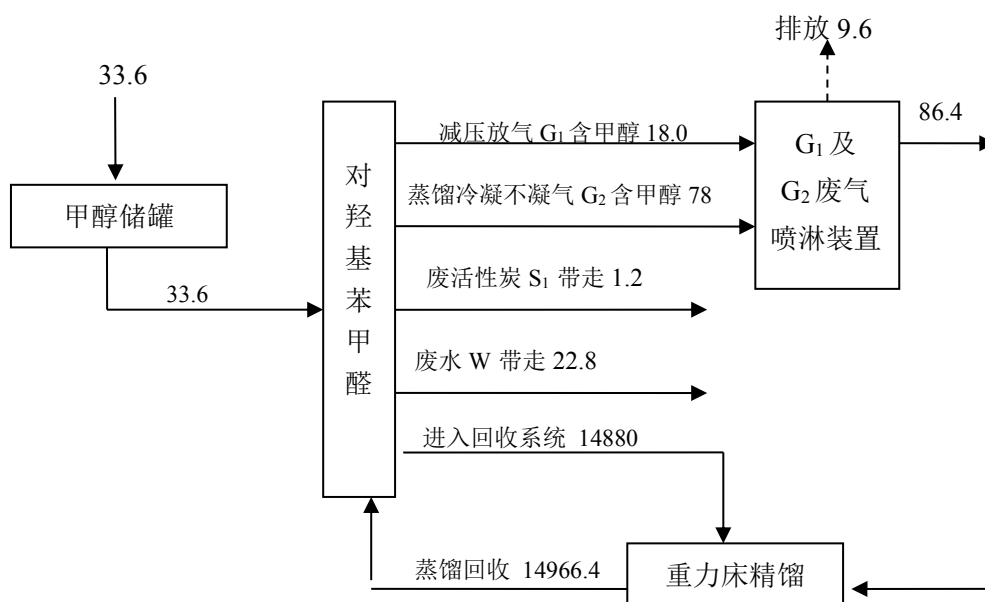 排放 9.6
33.6
86.4
减压放气 G₁ 含甲醇 18.0
G₁ 及
G₂ 废气
喷淋装置
对
羟
基
苯
甲
醛
蒸馏冷凝不凝气 G₂ 含甲醇 78
甲醇储罐
废活性炭 S₁ 带走 1.2
33.6
废水 W 带走 22.8
进入回收系统 14880
蒸馏回收 14966.4
重力床精馏